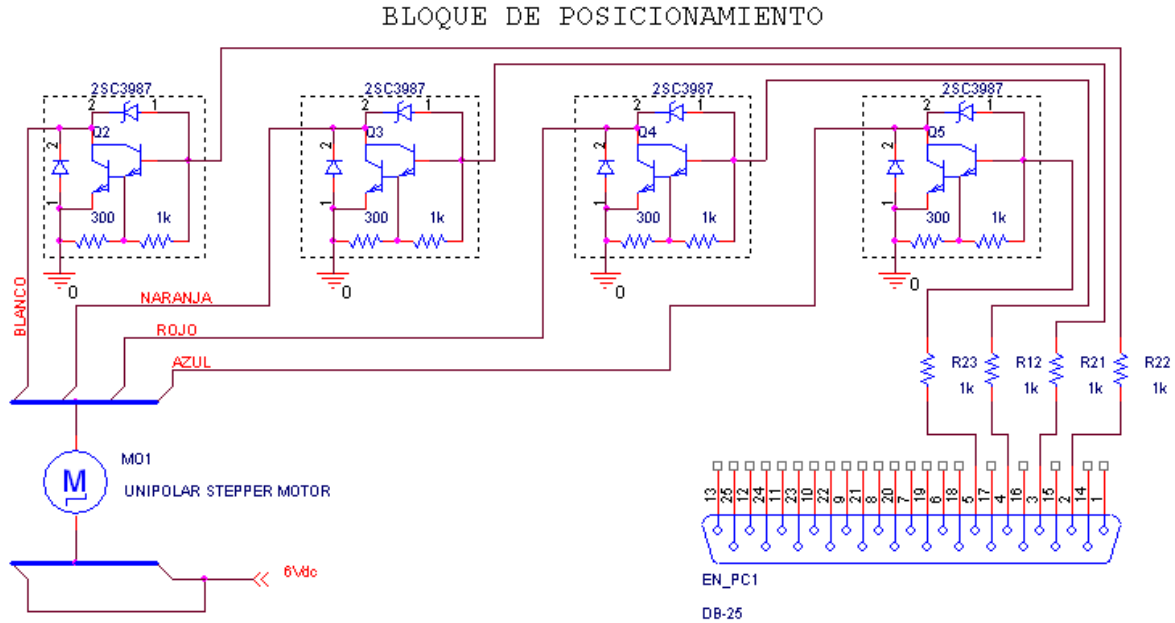 BLOQUE DE POSICIONAMIENTO
2SC3987 2SC3987 2SC3987 2SC3987
2 1 2 1 2 1 2 1
Q2 Q3 Q4 Q5
2 2 2 2
1 1 1 1
300 1k 300 1k 300 1k 300 1k
0 0 0 0
BLANCO
NARANJA
ROJO
AZUL
R23 R12 R21 R22
1k 1k 1k 1k
MO1
M
UNIPOLAR STEPPER MOTOR
13 25 12 24 11 23 10 22 9 21 8 20 7 19 6 18 5 17 4 16 3 15 2 14 1
6Vdc
EN_PC1
DB-25